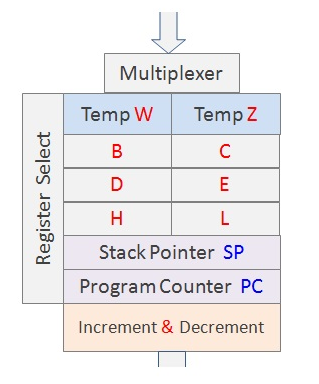 Multiplexer
Register Select
Temp W Temp Z
B C
D E
H L
Stack Pointer SP
Program Counter PC
Increment & Decrement